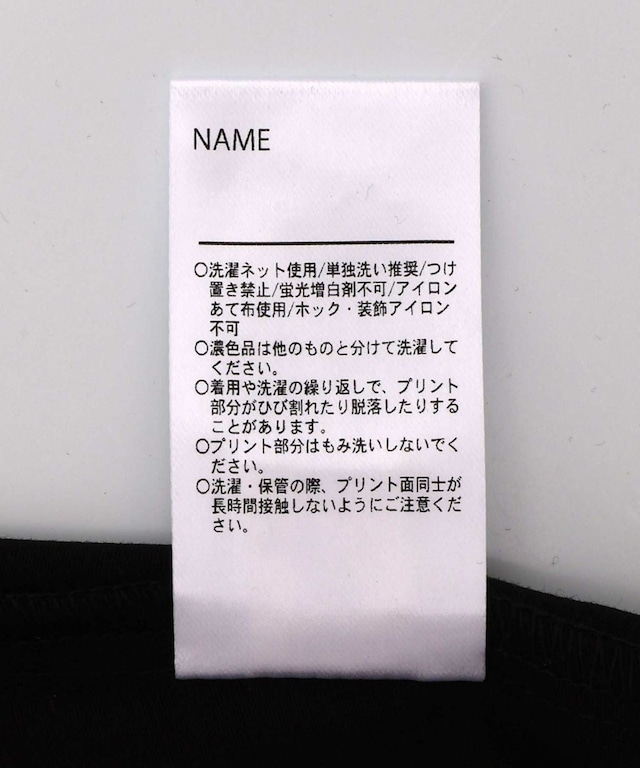 NAME
○洗濯ネット使用/単独洗い推奨/つけ
置き禁止/蛍光増白剤不可/アイロン
あて布使用/ホック・装飾アイロン
不可
○濃色品は他のものと分けて洗濯して
ください。
○着用や洗濯の繰り返しで、プリント
部分がひび割れたり脱落したりする
ことがあります。
○プリント部分はもみ洗いしないでく
ださい。
○洗濯・保管の際、プリント面同士が
長時間接触しないようにご注意くだ
さい。